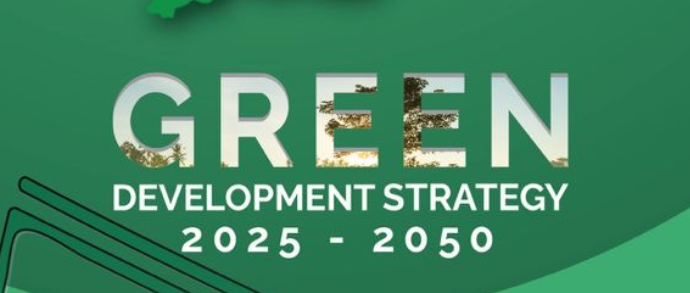 GREEN
DEVELOPMENT STRATEGY
2025 - 2050